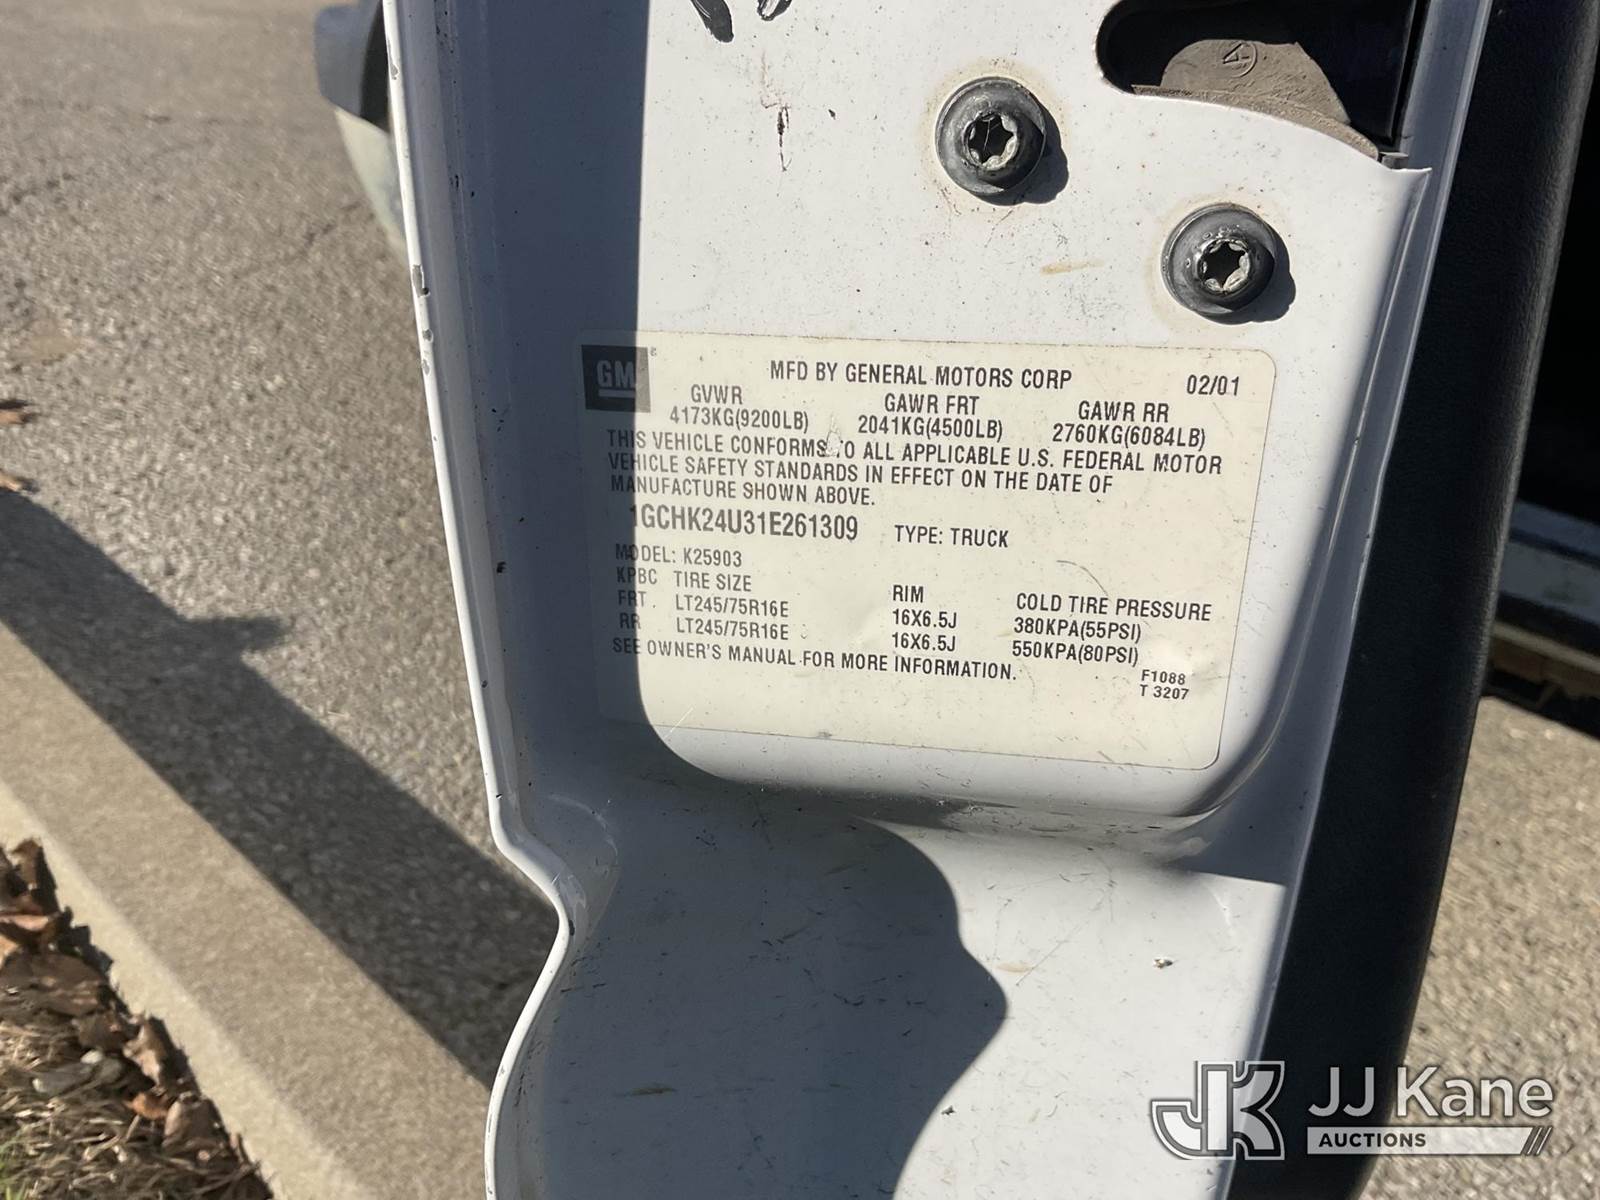 GM
MFD BY GENERAL MOTORS CORP 02/01
GVWR GAWR FRT GAWR RR
4173KG(9200LB) 2041KG(4500LB) 2760KG(6084LB)
THIS VEHICLE CONFORMS TO ALL APPLICABLE U.S. FEDERAL MOTOR
VEHICLE SAFETY STANDARDS IN EFFECT ON THE DATE OF
MANUFACTURE SHOWN ABOVE.
1GCHK24U31E261309 TYPE: TRUCK
MODEL: K25903
KPBC TIRE SIZE RIM COLD TIRE PRESSURE
FRT LT245/75R16E 16X6.5J 380KPA(55PSI)
RR LT245/75R16E 16X6.5J 550KPA(80PSI)
SEE OWNER'S MANUAL FOR MORE INFORMATION.
F1088
T 3207
JK JJ Kane
AUCTIONS